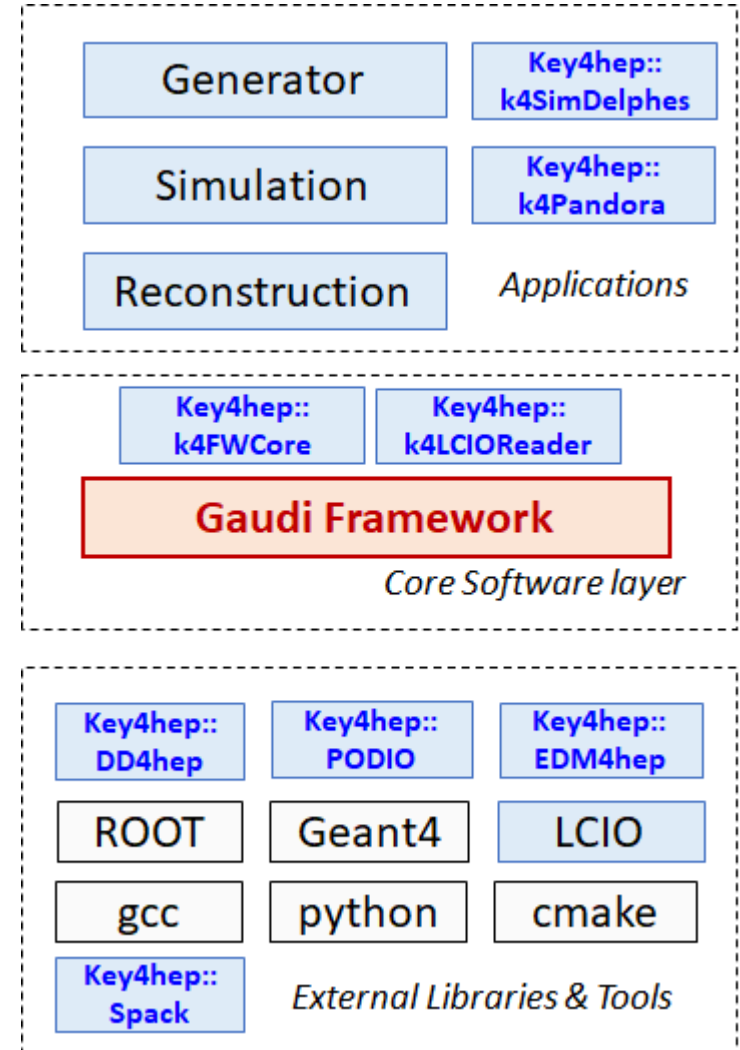 Generator
Key4hep::
k4SimDelphes
Simulation
Key4hep::
k4Pandora
Reconstruction
Applications
Key4hep::
k4FWCore
Key4hep::
k4LCIOReader
Gaudi Framework
Core Software layer
Key4hep::
DD4hep
Key4hep::
PODIO
Key4hep::
EDM4hep
ROOT
Geant4
LCIO
gcc
python
cmake
Key4hep::
Spack
External Libraries & Tools